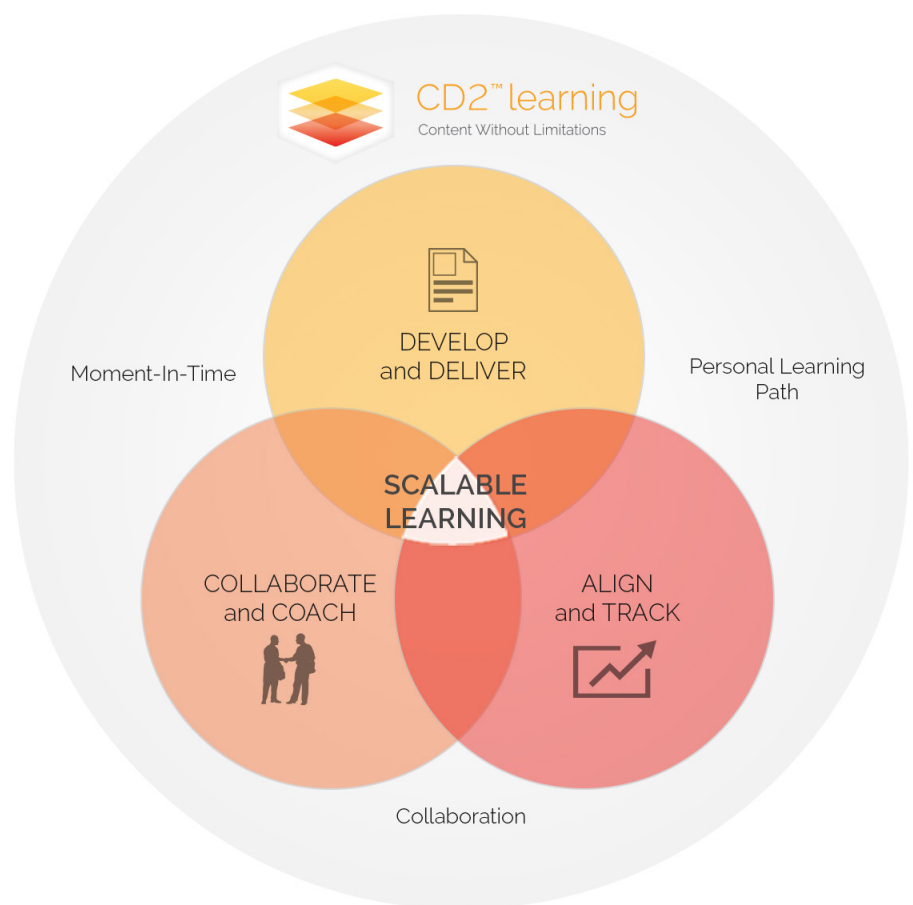 CD2™ learning
Content Without Limitations
DEVELOP
and DELIVER
Moment-In-Time
Personal Learning
Path
SCALABLE
LEARNING
COLLABORATE
and COACH
ALIGN
and TRACK
Collaboration